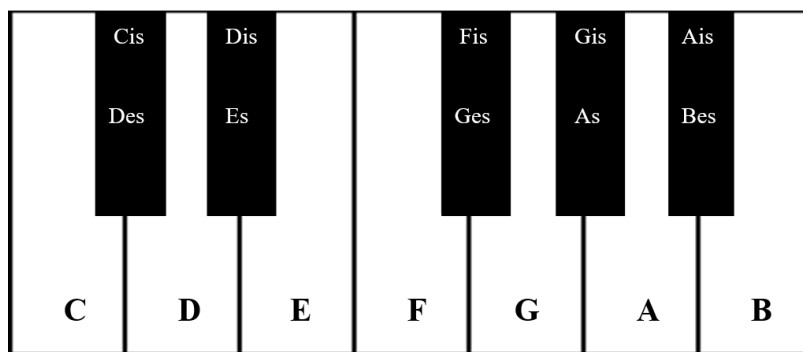 Cis Dis Fis Gis Ais
Des Es Ges As Bes
C D E F G A B